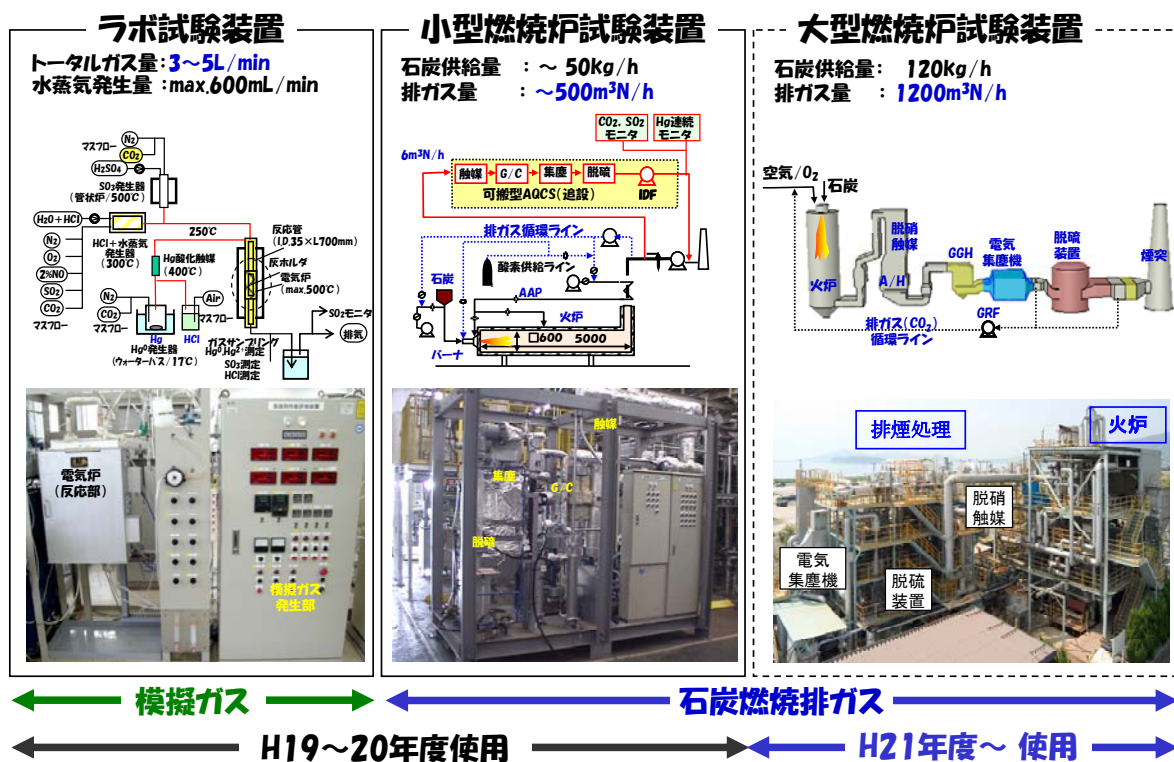 ラボ試験装置
トータルガス量:3～5L/min
水蒸気発生量:max.600mL/min
N₂
マスフロー
CO₂
H₂SO₄
SO₃発生器
(管状炉/500℃)
H₂O+HCl
250℃
N₂
O₂
2%NO
SO₂
CO₂
マスフロー
HCl+水蒸気
発生器
(300℃)
Hg酸化触媒
(400℃)
反応管
(I.D.35×L700mm)
反ホルダ
電気炉
(max.500℃)
N₂
CO₂
マスフロー
Air
マスフロー
Hg
HCl
Hg⁰発生器
(ウォーターバス/17℃)
ガスサンプリング
Hg⁰,Hg²⁺測定
SO₃測定
HCl測定
SO₂モニタ
排気
電気炉
(反応部)
模擬ガス
発生部
小型燃焼炉試験装置
石炭供給量 :～50kg/h
排ガス量 :～500m³N/h
CO₂, SO₂
モニタ
Hg連続
モニタ
6m³N/h
触媒
G/C
集塵
脱硫
可搬型AQCS(追設)
IDF
排ガス循環ライン
石炭
酸素供給ライン
AAP
火炉
バーナ
□600
5000
触媒
集塵
G/C
脱硫
大型燃焼炉試験装置
石炭供給量: 120kg/h
排ガス量 : 1200m³N/h
空気/O₂
石炭
脱硝
触媒
火炉
A/H
GGH
電気
集塵機
脱硫
装置
煙突
GRF
排ガス(CO₂)
循環ライン
排煙処理
火炉
脱硝
触媒
電気
集塵機
脱硫
装置
模擬ガス
石炭燃焼排ガス
H19～20年度使用
H21年度～ 使用